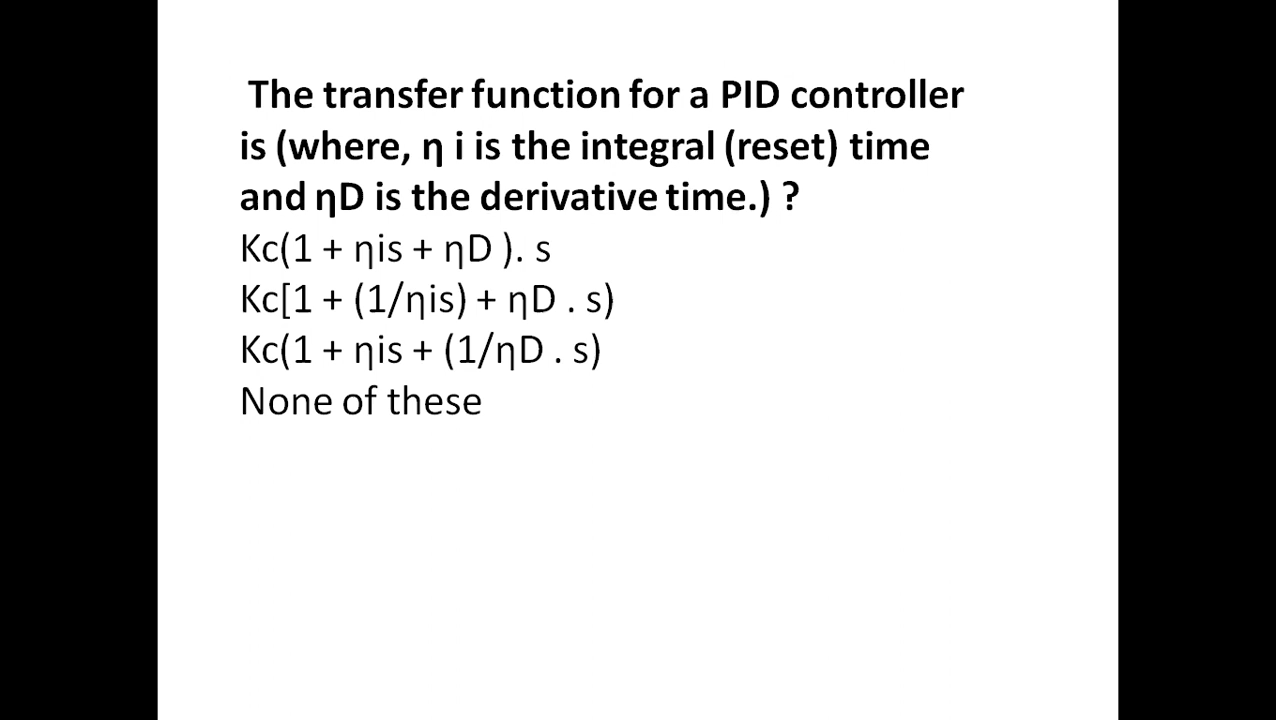 The transfer function for a PID controller
is (where, η i is the integral (reset) time
and ηD is the derivative time.) ?
Kc(1 + ηis + ηD ). s
Kc[1 + (1/ηis) + ηD . s)
Kc(1 + ηis + (1/ηD . s)
None of these